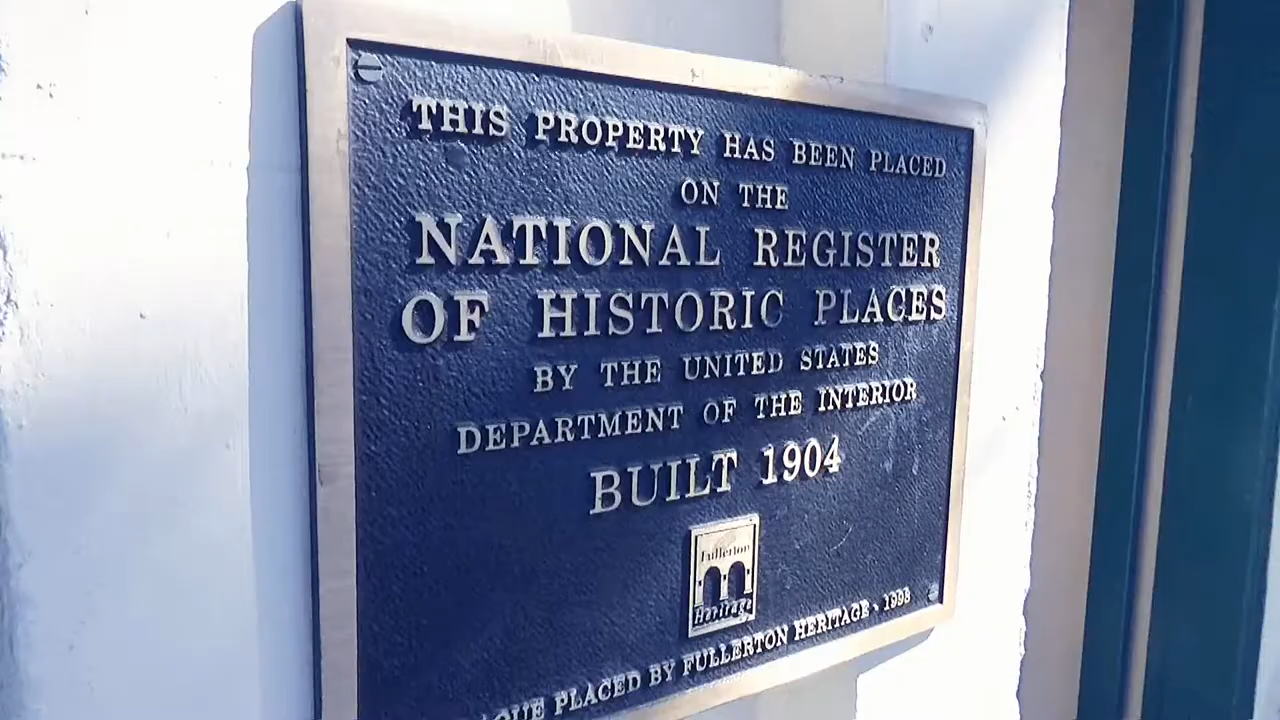 THIS PROPERTY HAS BEEN PLACED
ON THE
NATIONAL REGISTER
OF HISTORIC PLACES
BY THE UNITED STATES
DEPARTMENT OF THE INTERIOR
BUILT 1904
Fullerton
Heritage
PLACED BY FULLERTON HERITAGE • 1998